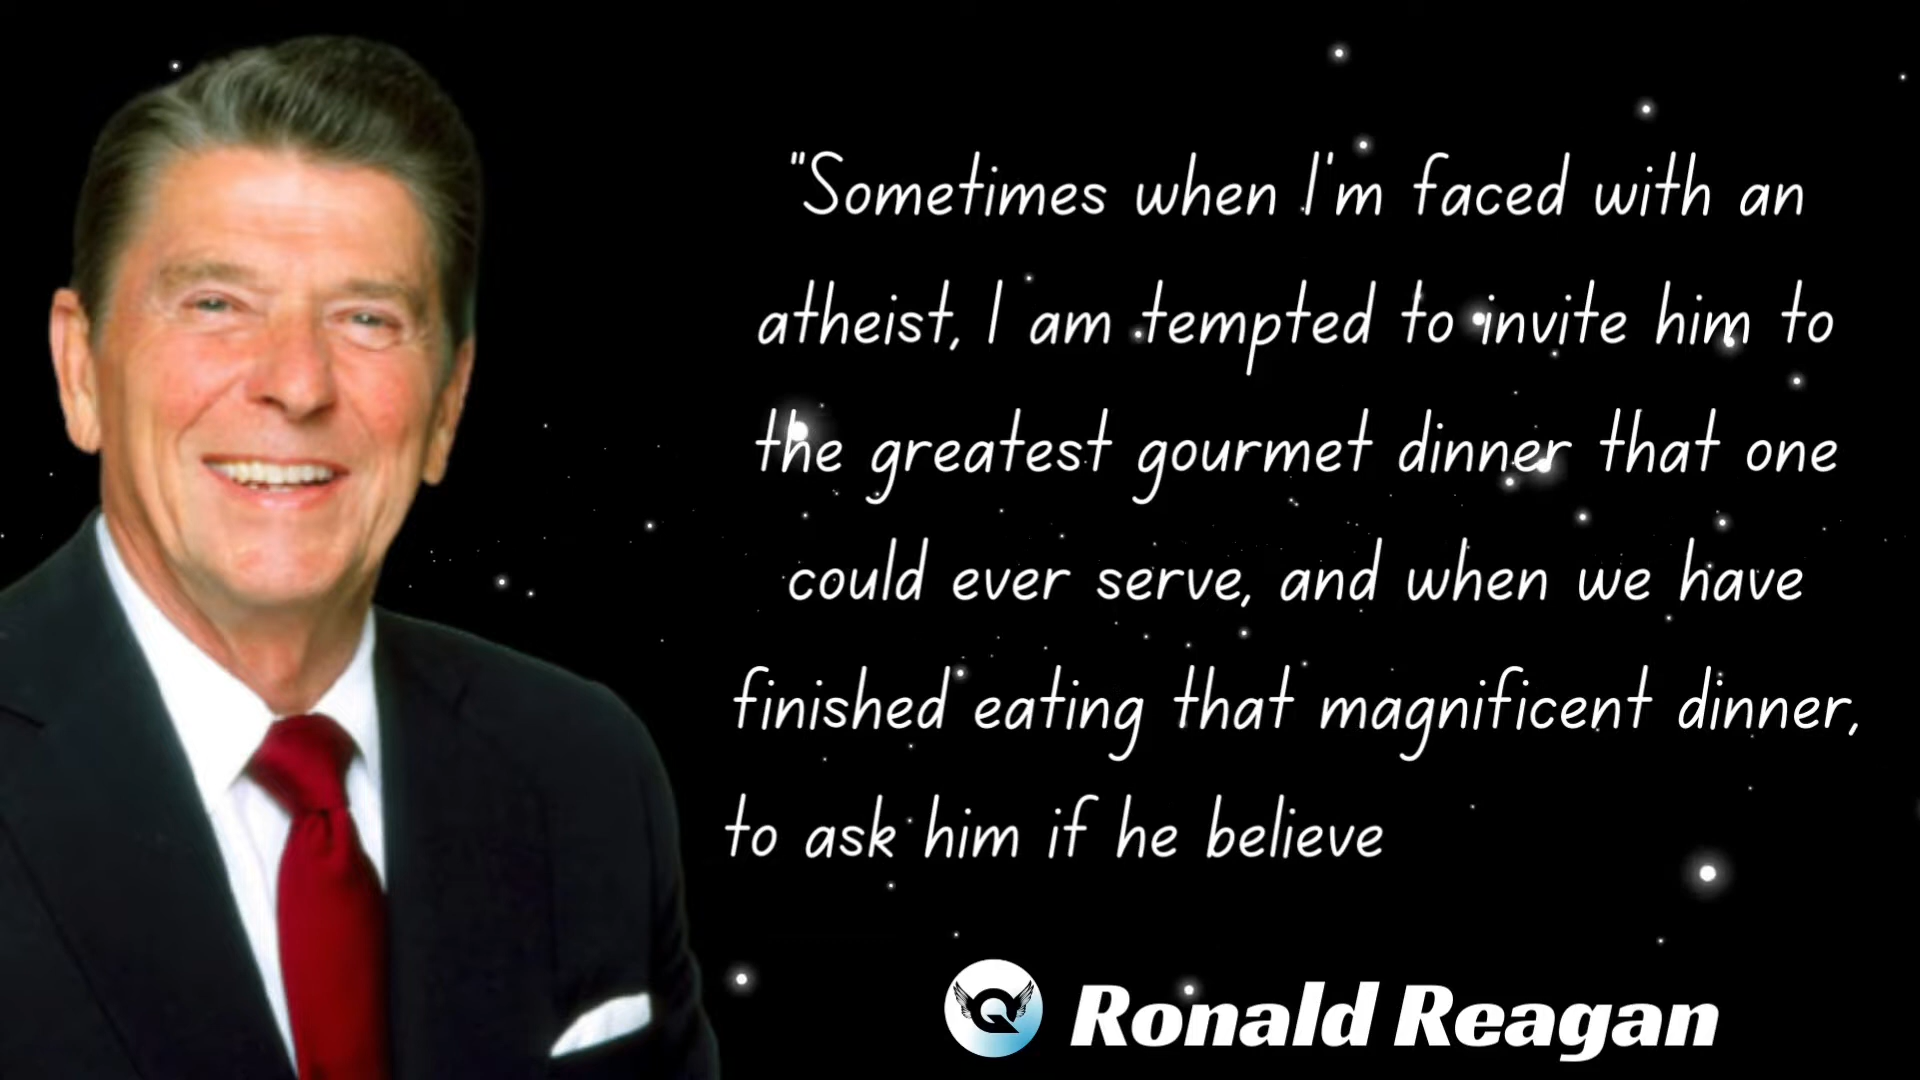 "Sometimes when I'm faced with an
atheist, I am tempted to invite him to
the greatest gourmet dinner that one
could ever serve, and when we have
finished eating that magnificent dinner,
to ask him if he believe
Q
Ronald Reagan